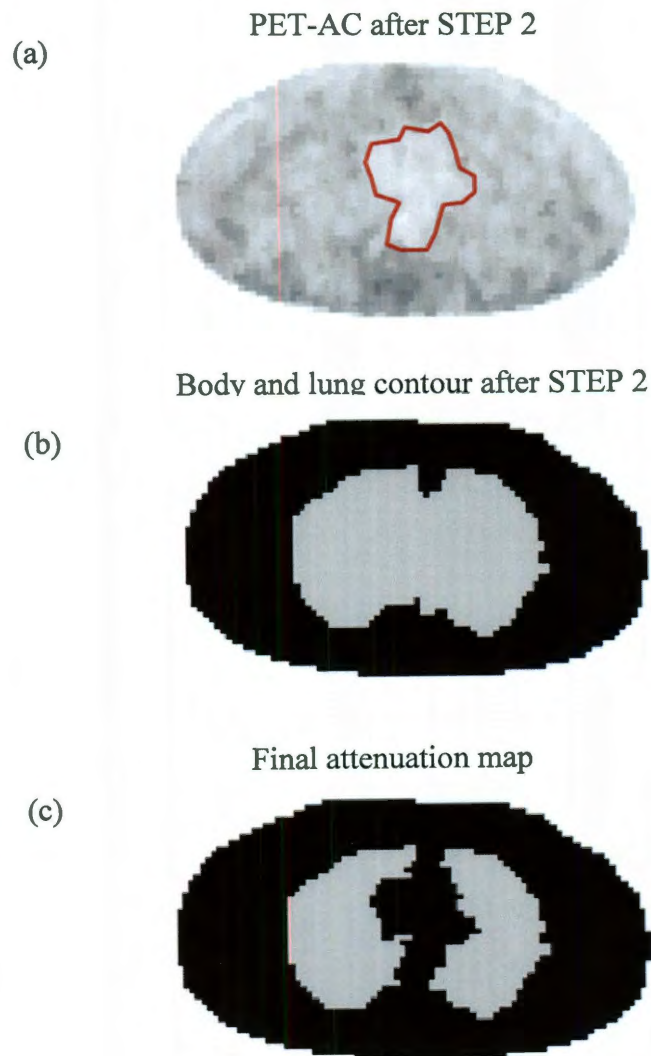 PET-AC after STEP 2
(a)
Body and lung contour after STEP 2
(b)
Final attenuation map
(c)